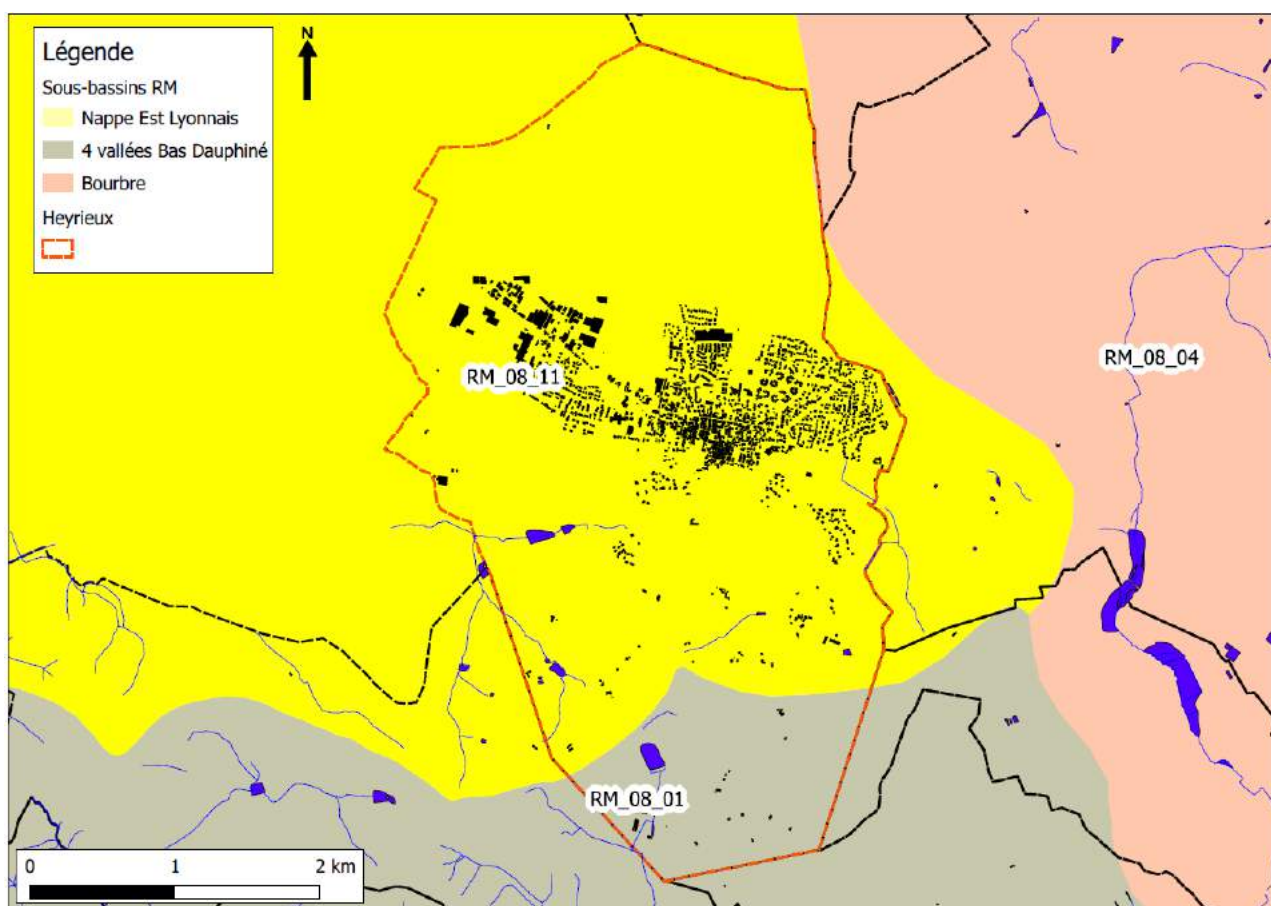 Légende
Sous-bassins RM
Nappe Est Lyonnais
4 vallées Bas Dauphiné
Bourbre
Heyrieux
N
RM_08_04
RM_08_11
RM_08_01
0 1 2 km